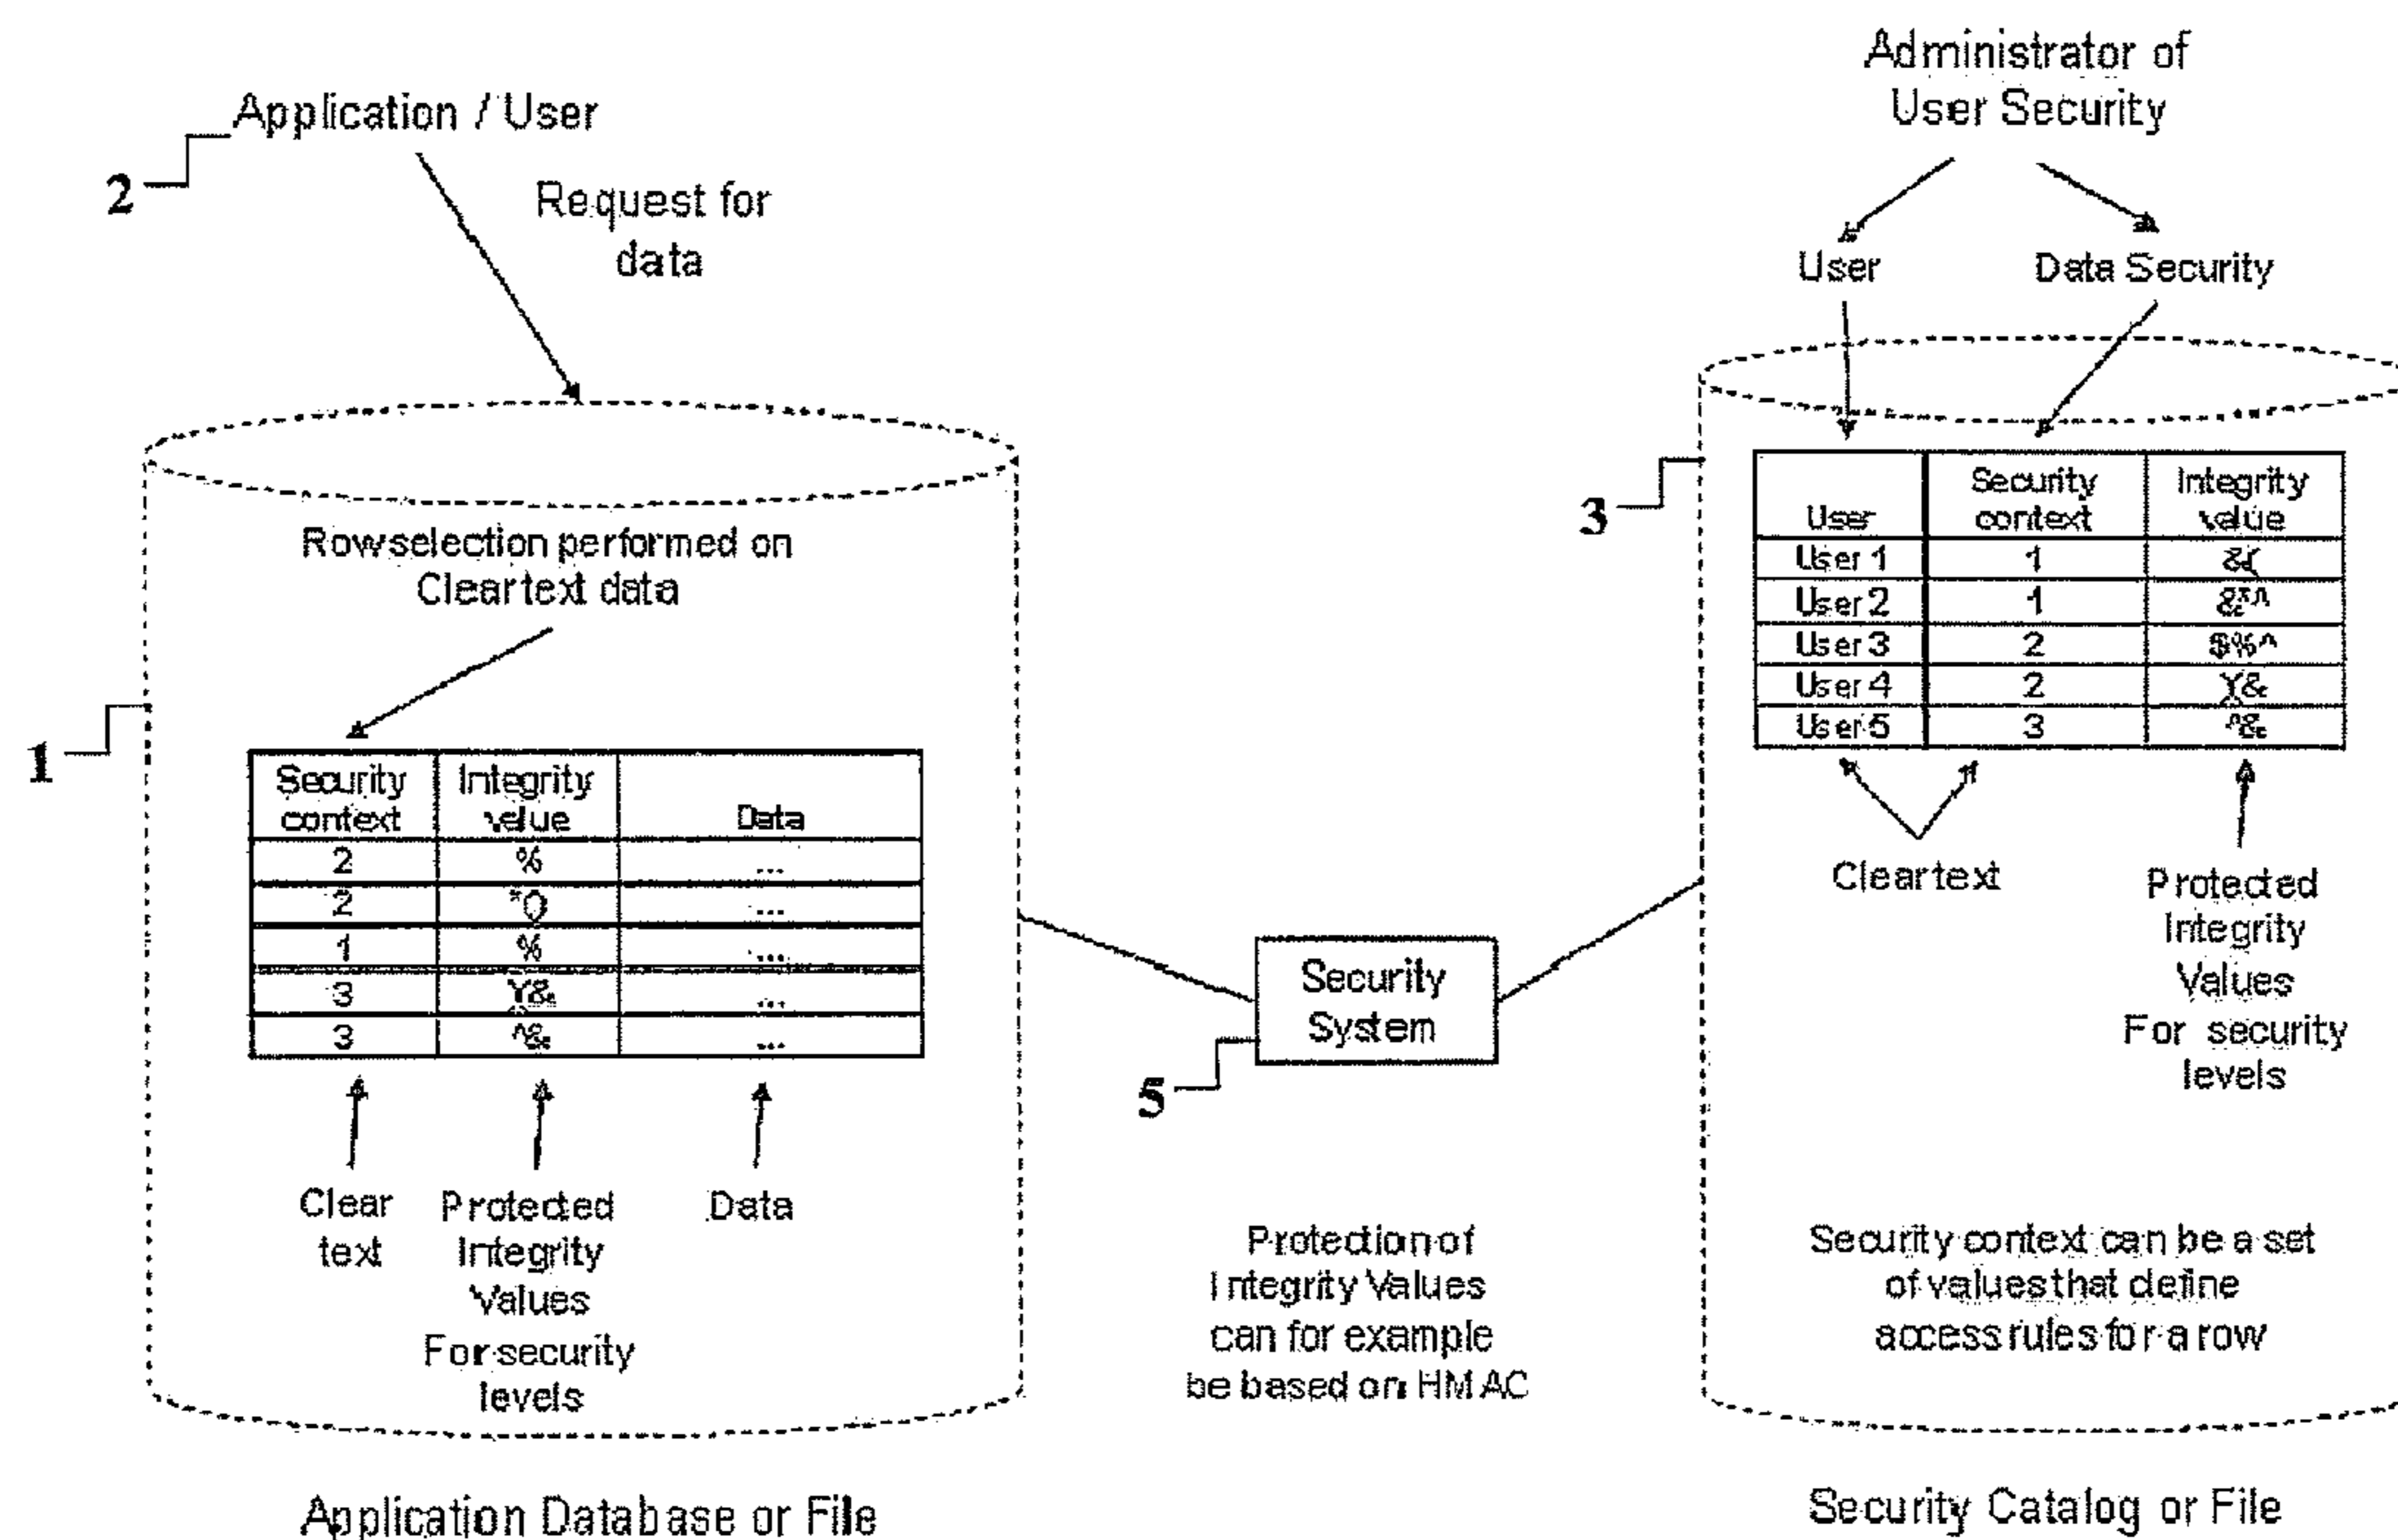 Administrator of
User Security
Application / User
2
Request for
data
User
Data Security
3
User
Security
context
Integrity
value
User 1 1 &(
User 2 1 &*^
User 3 2 $%^
User 4 2 Y&
User 5 3 ^&
Cleartext
Protected
Integrity
Values
For security
levels
Row selection performed on
Cleartext data
1
Security
context
Integrity
value
Data
2 % ...
2 *() ...
1 % ...
3 Y& ...
3 ^& ...
Clear
text
Protected
Integrity
Values
For security
levels
Data
Security
System
5
Protection of
Integrity Values
can for example
be based on HMAC
Security context can be a set
of values that define
access rules for a row
Application Database or File
Security Catalog or File